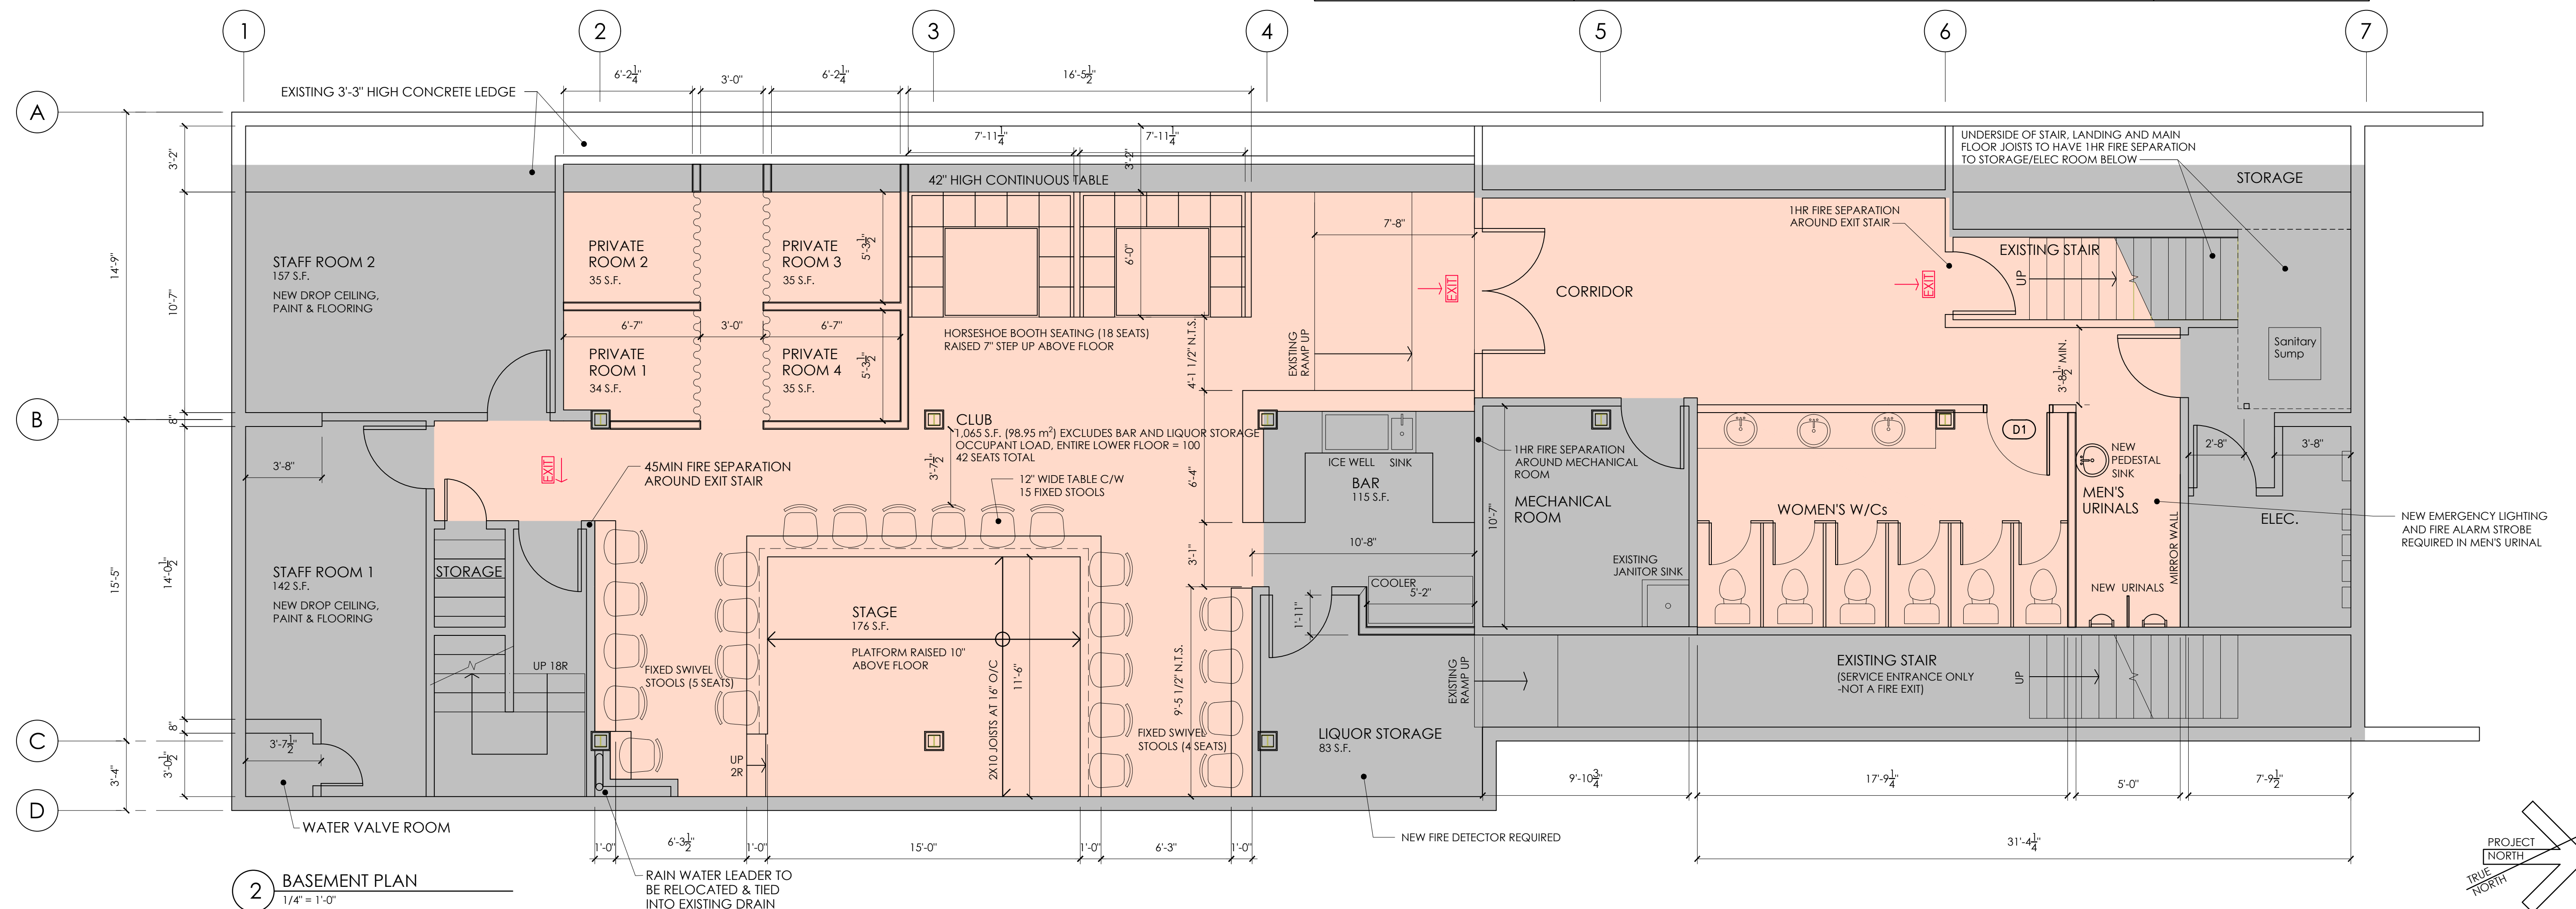 1
2
3
4
5
6
7
A
B
C
D
6'-2 1/4"
3'-0"
6'-2 1/4"
16'-5 1/2"
EXISTING 3'-3" HIGH CONCRETE LEDGE
7'-11 1/4"
7'-11 1/4"
3'-2"
3'-2"
UNDERSIDE OF STAIR, LANDING AND MAIN
FLOOR JOISTS TO HAVE 1HR FIRE SEPARATION
TO STORAGE/ELEC ROOM BELOW
STORAGE
42" HIGH CONTINUOUS TABLE
14'-9"
10'-7"
STAFF ROOM 2
157 S.F.
NEW DROP CEILING,
PAINT & FLOORING
PRIVATE
ROOM 2
35 S.F.
PRIVATE
ROOM 3
35 S.F.
5'-3 1/2"
6'-0"
7'-8"
EXIT
CORRIDOR
1HR FIRE SEPARATION
AROUND EXIT STAIR
EXIT
EXISTING STAIR
UP
6'-7"
3'-0"
6'-7"
PRIVATE
ROOM 1
34 S.F.
PRIVATE
ROOM 4
35 S.F.
5'-3 1/2"
HORSESHOE BOOTH SEATING (18 SEATS)
RAISED 7" STEP UP ABOVE FLOOR
4'-1 1/2" N.T.S.
EXISTING
RAMP UP
3'-8 1/2" MIN.
Sanitary
Sump
8"
CLUB
1,065 S.F. (98.95 m2) EXCLUDES BAR AND LIQUOR STORAGE
OCCUPANT LOAD, ENTIRE LOWER FLOOR = 100
42 SEATS TOTAL
3'-7 1/2"
3'-8"
EXIT
45MIN FIRE SEPARATION
AROUND EXIT STAIR
12" WIDE TABLE C/W
15 FIXED STOOLS
6'-4"
ICE WELL
SINK
BAR
115 S.F.
1HR FIRE SEPARATION
AROUND MECHANICAL
ROOM
MECHANICAL
ROOM
10'-7"
D1
NEW
PEDESTAL
SINK
MEN'S
URINALS
2'-8"
3'-8"
WOMEN'S W/Cs
MIRROR WALL
ELEC.
NEW EMERGENCY LIGHTING
AND FIRE ALARM STROBE
REQUIRED IN MEN'S URINAL
15'-5"
14'-0 1/2"
STAFF ROOM 1
142 S.F.
NEW DROP CEILING,
PAINT & FLOORING
STORAGE
3'-1"
10'-8"
COOLER
5'-2"
1'-11"
EXISTING
JANITOR SINK
NEW URINALS
STAGE
176 S.F.
PLATFORM RAISED 10"
ABOVE FLOOR
2X10 JOISTS AT 16" O/C
11'-6"
UP 18R
FIXED SWIVEL
STOOLS (5 SEATS)
9'-5 1/2" N.T.S.
EXISTING
RAMP UP
EXISTING STAIR
(SERVICE ENTRANCE ONLY
-NOT A FIRE EXIT)
UP
8"
3'-7 1/2"
3'-4"
3'-0 1/2"
UP
2R
FIXED SWIVEL
STOOLS (4 SEATS)
LIQUOR STORAGE
83 S.F.
9'-10 3/4"
17'-9 1/4"
5'-0"
7'-9 1/2"
WATER VALVE ROOM
NEW FIRE DETECTOR REQUIRED
1'-0"
6'-3 1/2"
1'-0"
15'-0"
1'-0"
6'-3"
1'-0"
31'-4 1/4"
RAIN WATER LEADER TO
BE RELOCATED & TIED
INTO EXISTING DRAIN
2
BASEMENT PLAN
1/4" = 1'-0"
PROJECT
NORTH
TRUE
NORTH